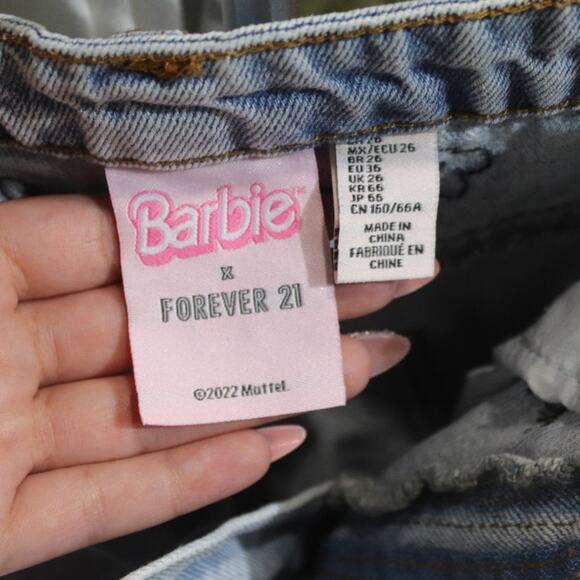 Barbie™
x
FOREVER 21
©2022 Mattel.
MX/ECU 26
BR 26
EU 36
UK 26
KR 66
JP 66
CN 160/66A
MADE IN
CHINA
FABRIQUÉ EN
CHINE